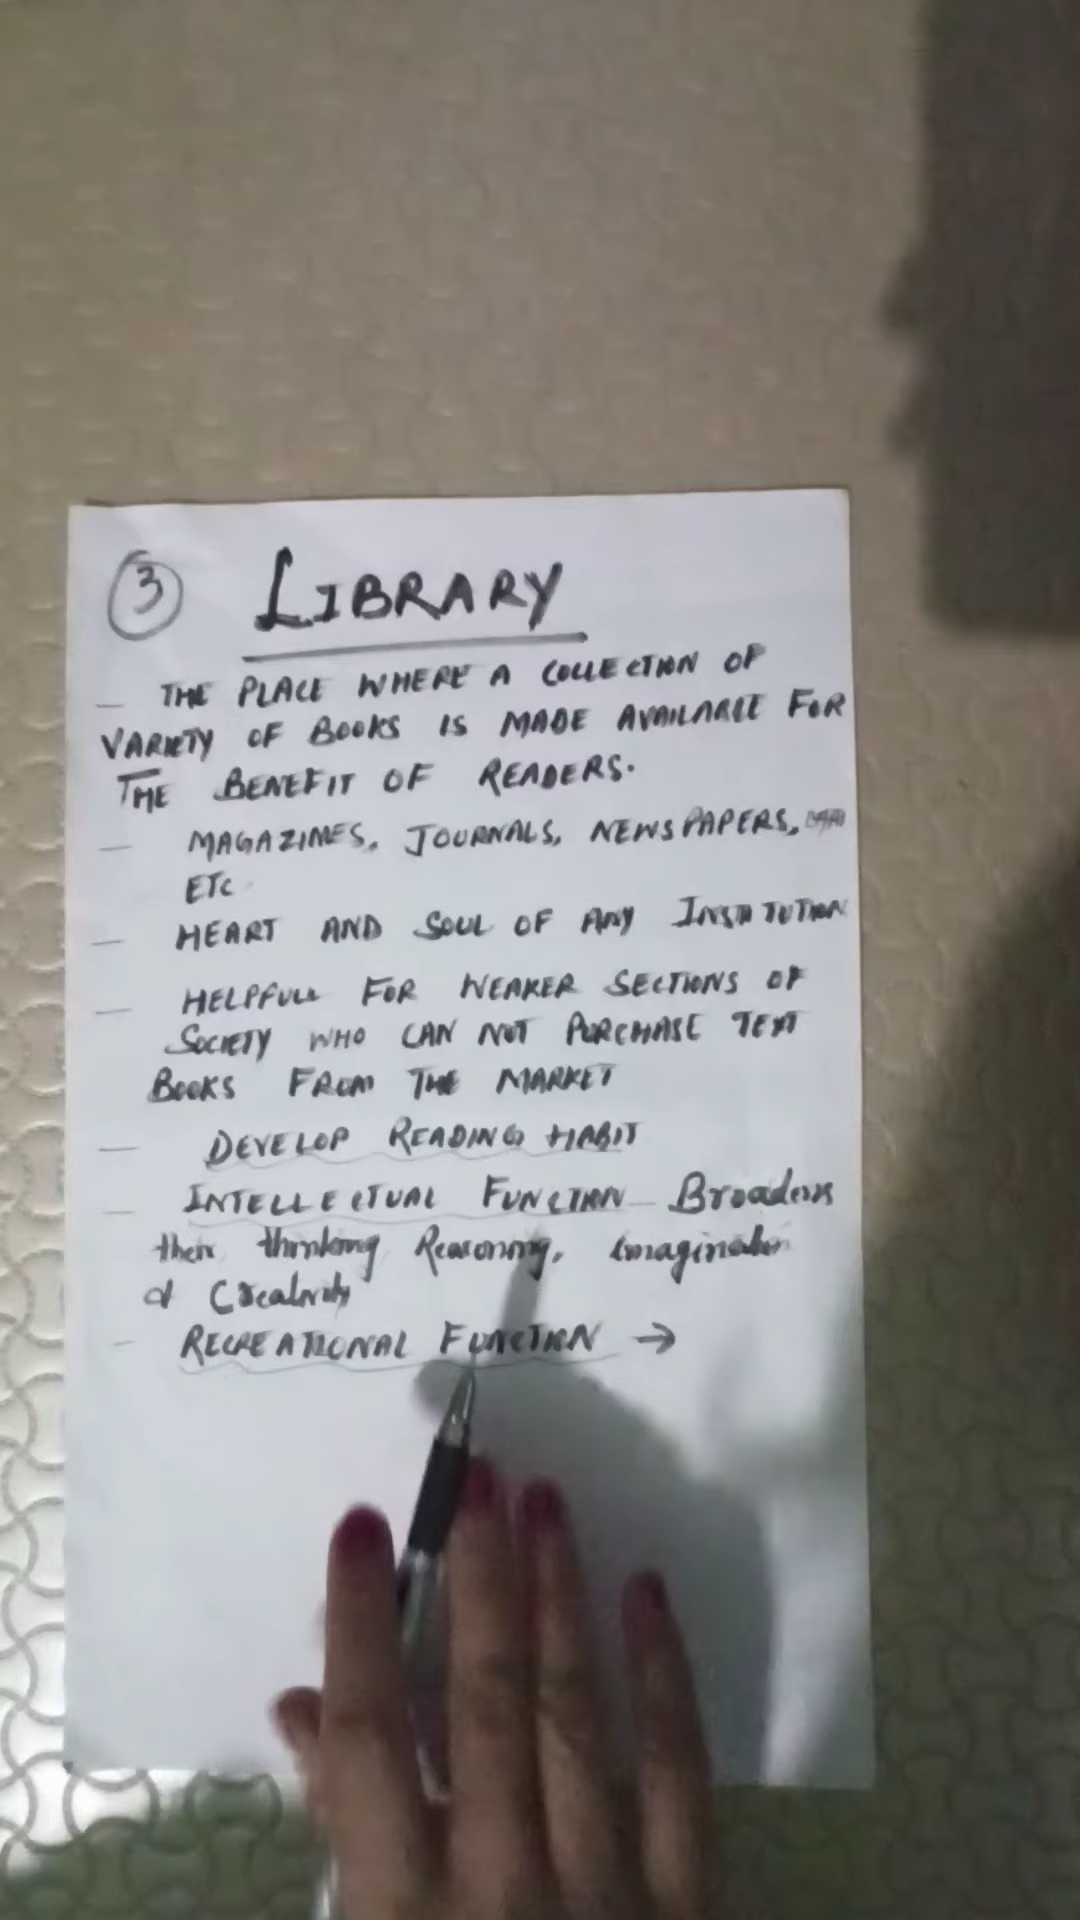 3 LIBRARY
— THE PLACE WHERE A COLLECTION OF
VARIETY OF BOOKS IS MADE AVAILABLE FOR
THE BENEFIT OF READERS.
— MAGAZINES, JOURNALS, NEWSPAPERS,
ETC.
— HEART AND SOUL OF ANY INSTITUTION
— HELPFULL FOR WEAKER SECTIONS OF
SOCIETY WHO CAN NOT PURCHASE TEXT
BOOKS FROM THE MARKET
— DEVELOP READING HABIT
— INTELLECTUAL FUNCTION Broadens
their thinking Reasoning, imagination
& Creativity
— RECREATIONAL FUNCTION →